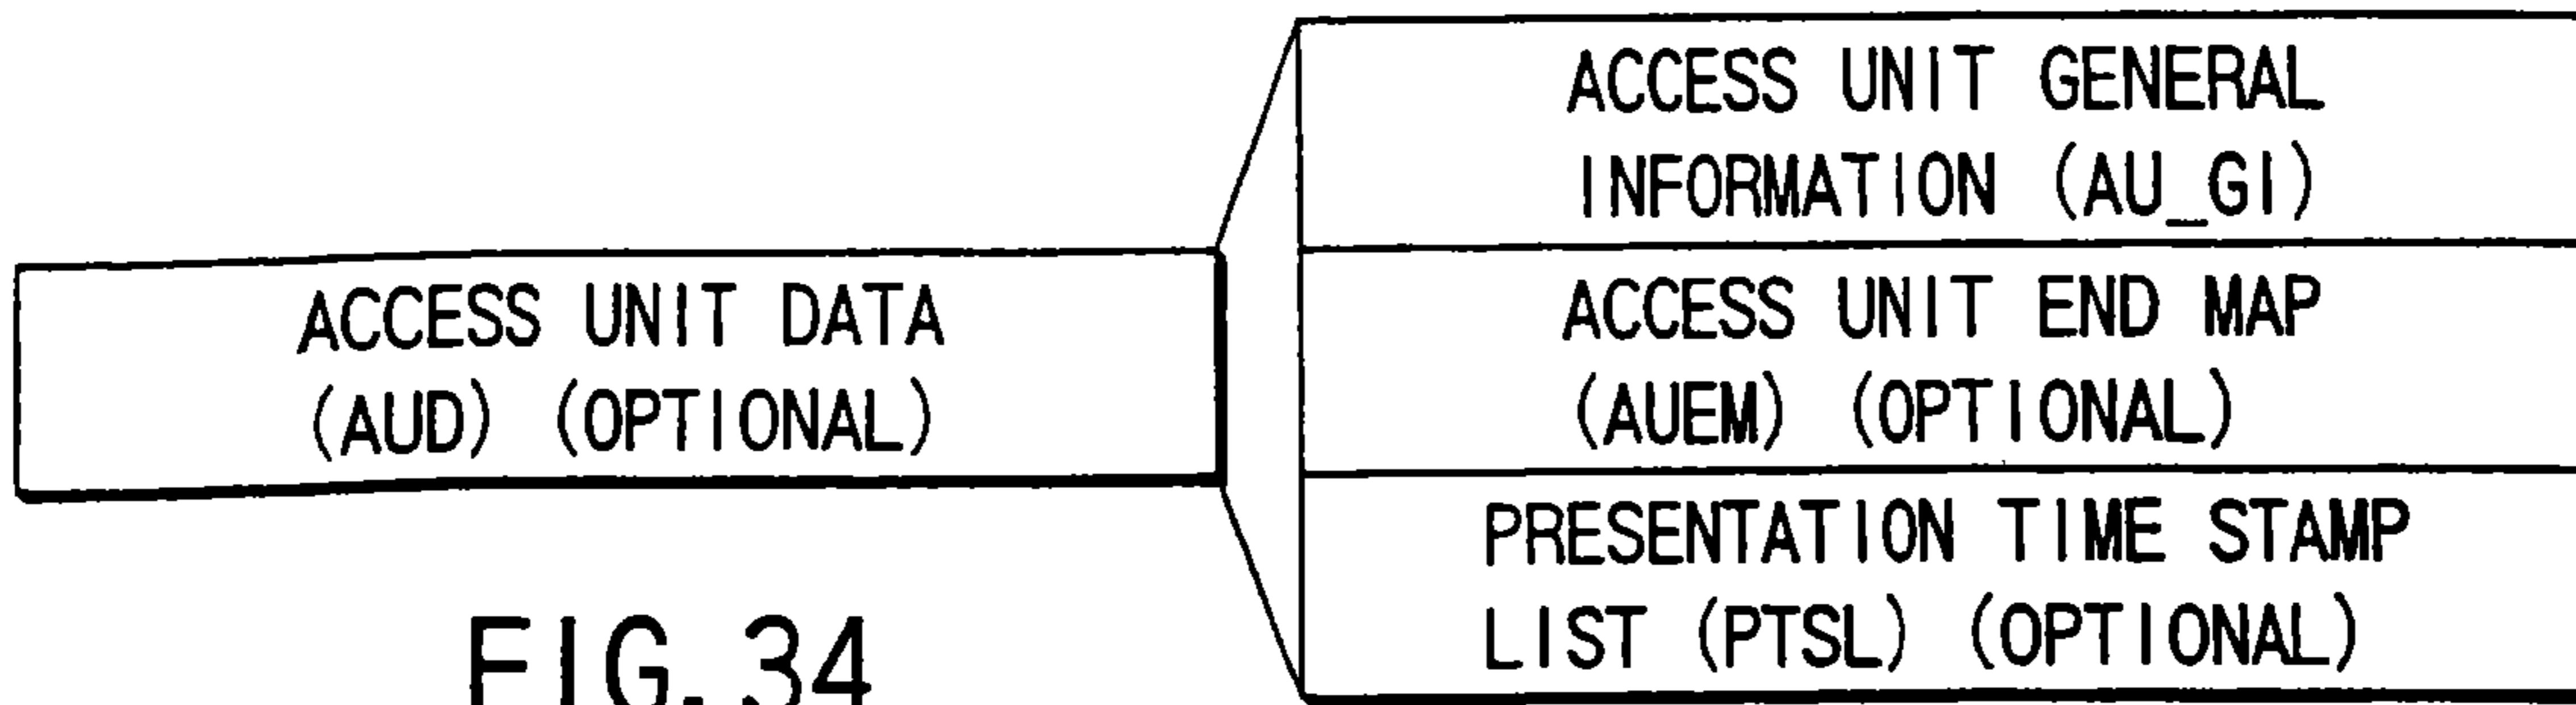 ACCESS UNIT DATA
(AUD) (OPTIONAL)
ACCESS UNIT GENERAL
INFORMATION (AU_GI)
ACCESS UNIT END MAP
(AUEM) (OPTIONAL)
PRESENTATION TIME STAMP
LIST (PTSL) (OPTIONAL)
FIG. 34